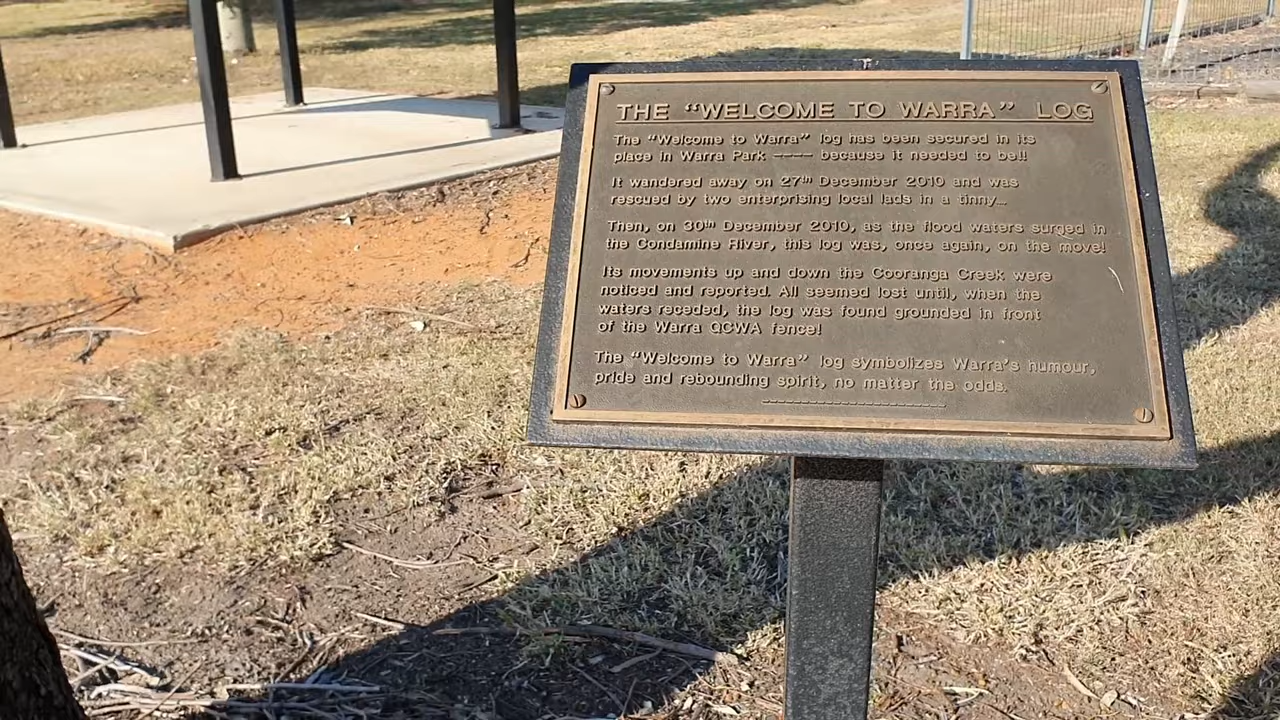 THE "WELCOME TO WARRA" LOG
The "Welcome to Warra" log has been secured in its
place in Warra Park ---- because it needed to be!!
It wandered away on 27th December 2010 and was
rescued by two enterprising local lads in a tinny...
Then, on 30th December 2010, as the flood waters surged in
the Condamine River, this log was, once again, on the move!
Its movements up and down the Cooranga Creek were
noticed and reported. All seemed lost until, when the
waters receded, the log was found grounded in front
of the Warra QCWA fence!
The "Welcome to Warra" log symbolizes Warra's humour,
pride and rebounding spirit, no matter the odds.